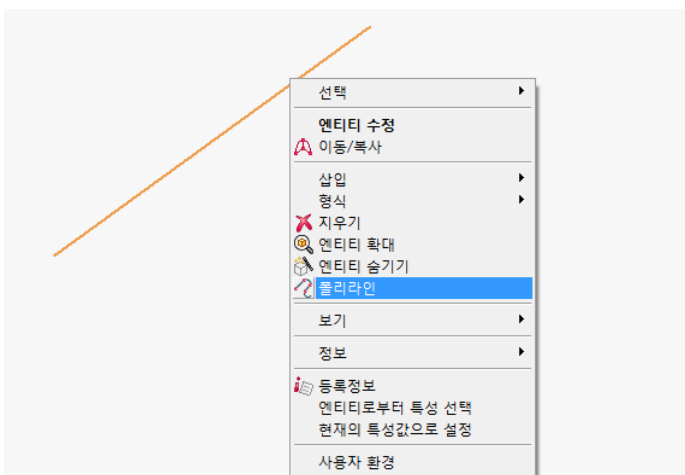 선택
엔티티 수정
이동/복사
삽입
형식
지우기
엔티티 확대
엔티티 숨기기
폴리라인
보기
정보
등록정보
엔티티로부터 특성 선택
현재의 특성값으로 설정
사용자 환경